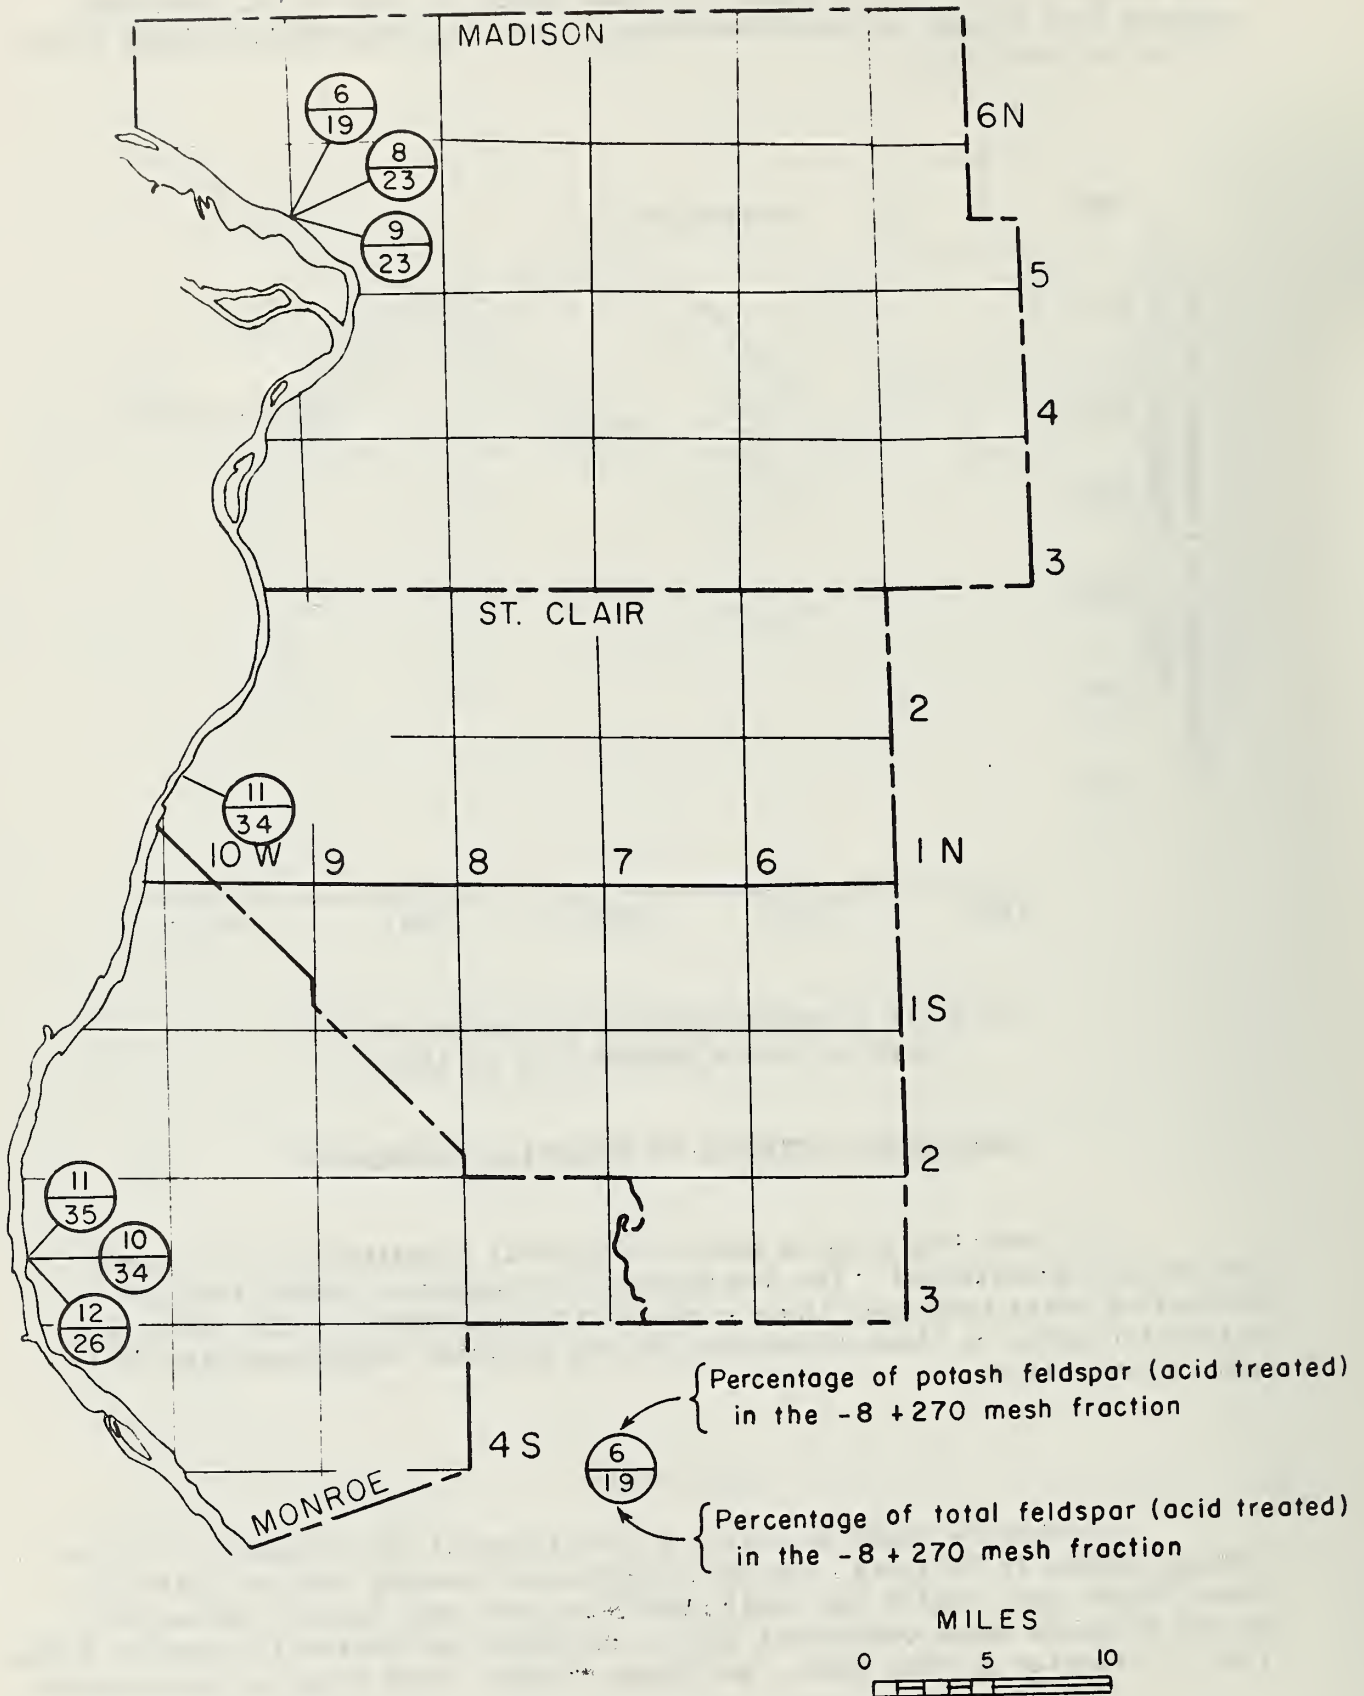 MADISON
6
19
6N
8
23
9
23
5
4
3
ST. CLAIR
2
11
34
10 W 9 8 7 6 1 N
1S
2
11
35
10
34
12
26
3
Percentage of potash feldspar (acid treated)
in the -8 +270 mesh fraction
4 S
6
19
MONROE
Percentage of total feldspar (acid treated)
in the -8 +270 mesh fraction
MILES
0 5 10